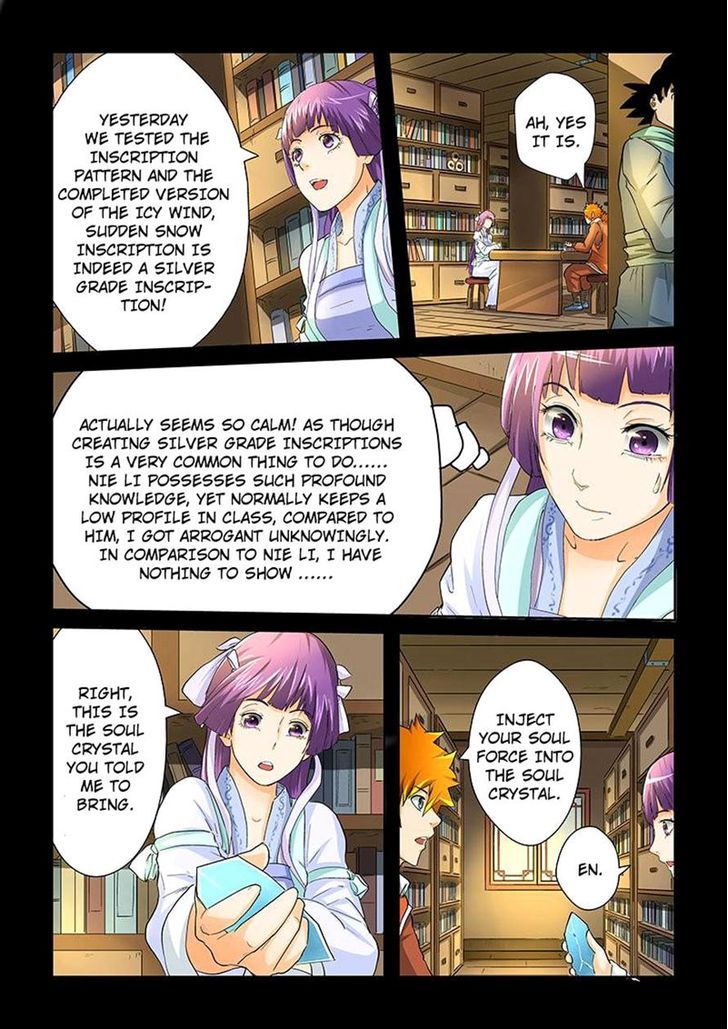 YESTERDAY
WE TESTED THE
INSCRIPTION
PATTERN AND THE
COMPLETED VERSION
OF THE ICY WIND,
SUDDEN SNOW
INSCRIPTION IS
INDEED A SILVER
GRADE INSCRIP-
TION!
AH, YES
IT IS.
ACTUALLY SEEMS SO CALM! AS THOUGH
CREATING SILVER GRADE INSCRIPTIONS
IS A VERY COMMON THING TO DO......
NIE LI POSSESSES SUCH PROFOUND
KNOWLEDGE, YET NORMALLY KEEPS A
LOW PROFILE IN CLASS, COMPARED TO
HIM, I GOT ARROGANT UNKNOWINGLY.
IN COMPARISON TO NIE LI, I HAVE
NOTHING TO SHOW ......
RIGHT,
THIS IS
THE SOUL
CRYSTAL
YOU TOLD
ME TO
BRING.
INJECT
YOUR SOUL
FORCE INTO
THE SOUL
CRYSTAL.
EN.